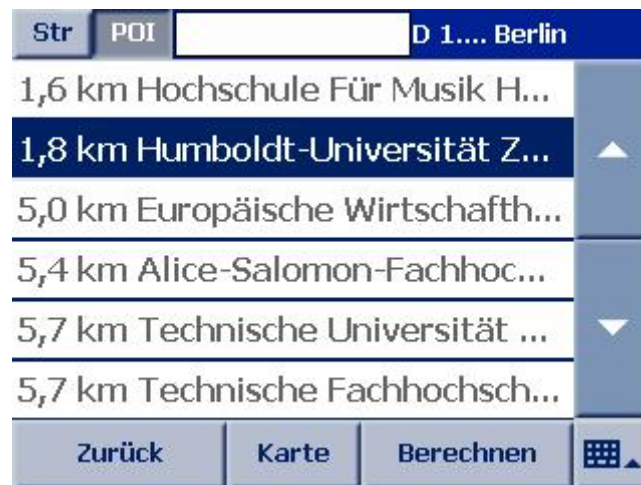 Str POI D 1.... Berlin
1,6 km Hochschule Für Musik H...
1,8 km Humboldt-Universität Z...
5,0 km Europäische Wirtschafth...
5,4 km Alice-Salomon-Fachhoc...
5,7 km Technische Universität ...
5,7 km Technische Fachhochsch...
Zurück Karte Berechnen